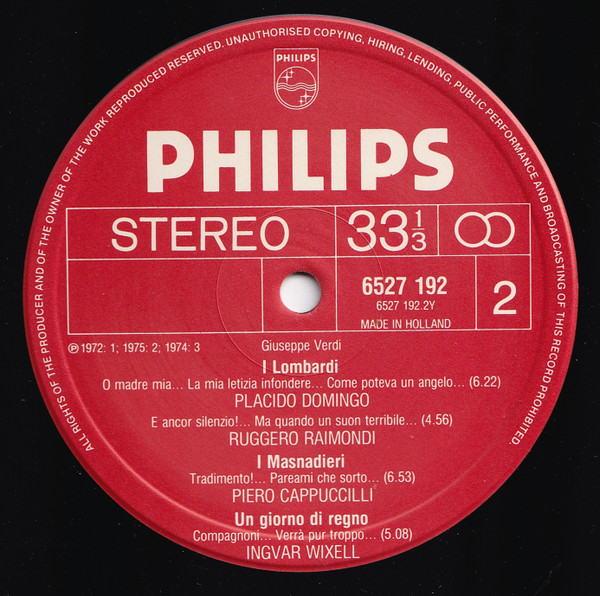 ALL RIGHTS OF THE PRODUCER AND OF THE OWNER OF THE WORK REPRODUCED RESERVED. UNAUTHORISED COPYING, HIRING, LENDING, PUBLIC PERFORMANCE AND BROADCASTING OF THIS RECORD PROHIBITED.
PHILIPS
PHILIPS
STEREO
33 1/3
6527 192
6527 192.2Y
MADE IN HOLLAND
2
℗ 1972: 1; 1975: 2; 1974: 3
Giuseppe Verdi
I Lombardi
O madre mia... La mia letizia infondere... Come poteva un angelo... (6.22)
PLACIDO DOMINGO
E ancor silenzio!... Ma quando un suon terribile... (4.56)
RUGGERO RAIMONDI
I Masnadieri
Tradimento!... Pareami che sorto... (6.53)
PIERO CAPPUCCILLI
Un giorno di regno
Compagnoni... Verrà pur troppo... (5.08)
INGVAR WIXELL